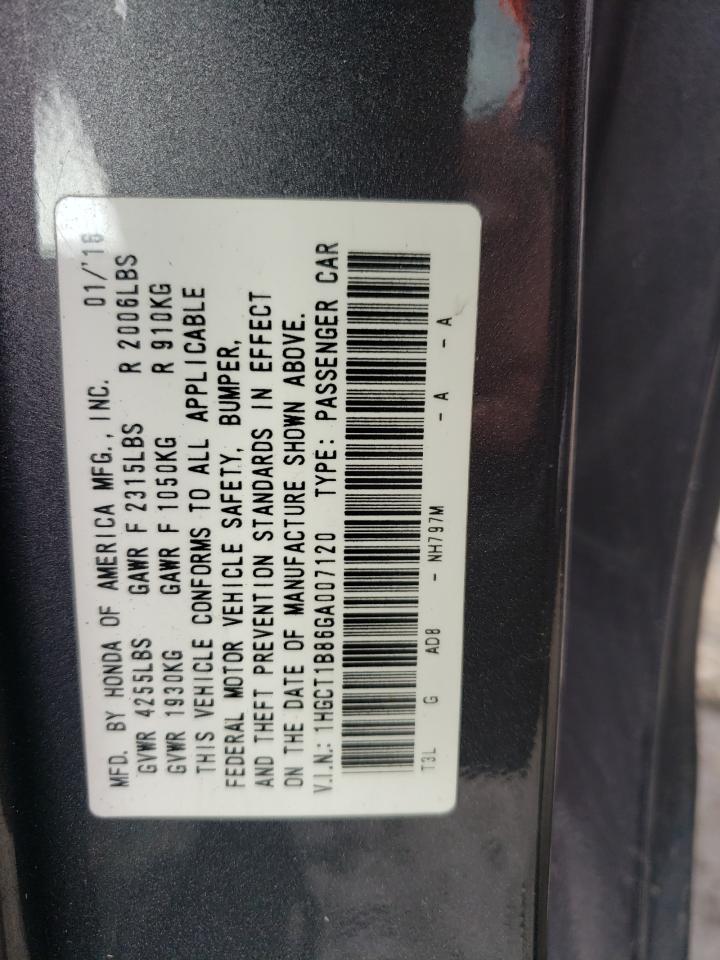 MFD. BY HONDA OF AMERICA MFG., INC. 01/'16
GVWR 4255LBS GAWR F 2315LBS R 2006LBS
GVWR 1930KG GAWR F 1050KG R 910KG
THIS VEHICLE CONFORMS TO ALL APPLICABLE
FEDERAL MOTOR VEHICLE SAFETY, BUMPER,
AND THEFT PREVENTION STANDARDS IN EFFECT
ON THE DATE OF MANUFACTURE SHOWN ABOVE.
V.I.N.: 1HGCT1B86GA007120 TYPE: PASSENGER CAR
T3L G AD8 - NH797M - A - A